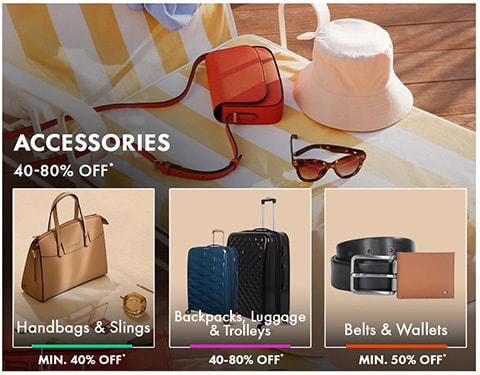 ACCESSORIES
40-80% OFF*
Handbags & Slings
MIN. 40% OFF*
Backpacks, Luggage
& Trolleys
40-80% OFF*
Belts & Wallets
MIN. 50% OFF*